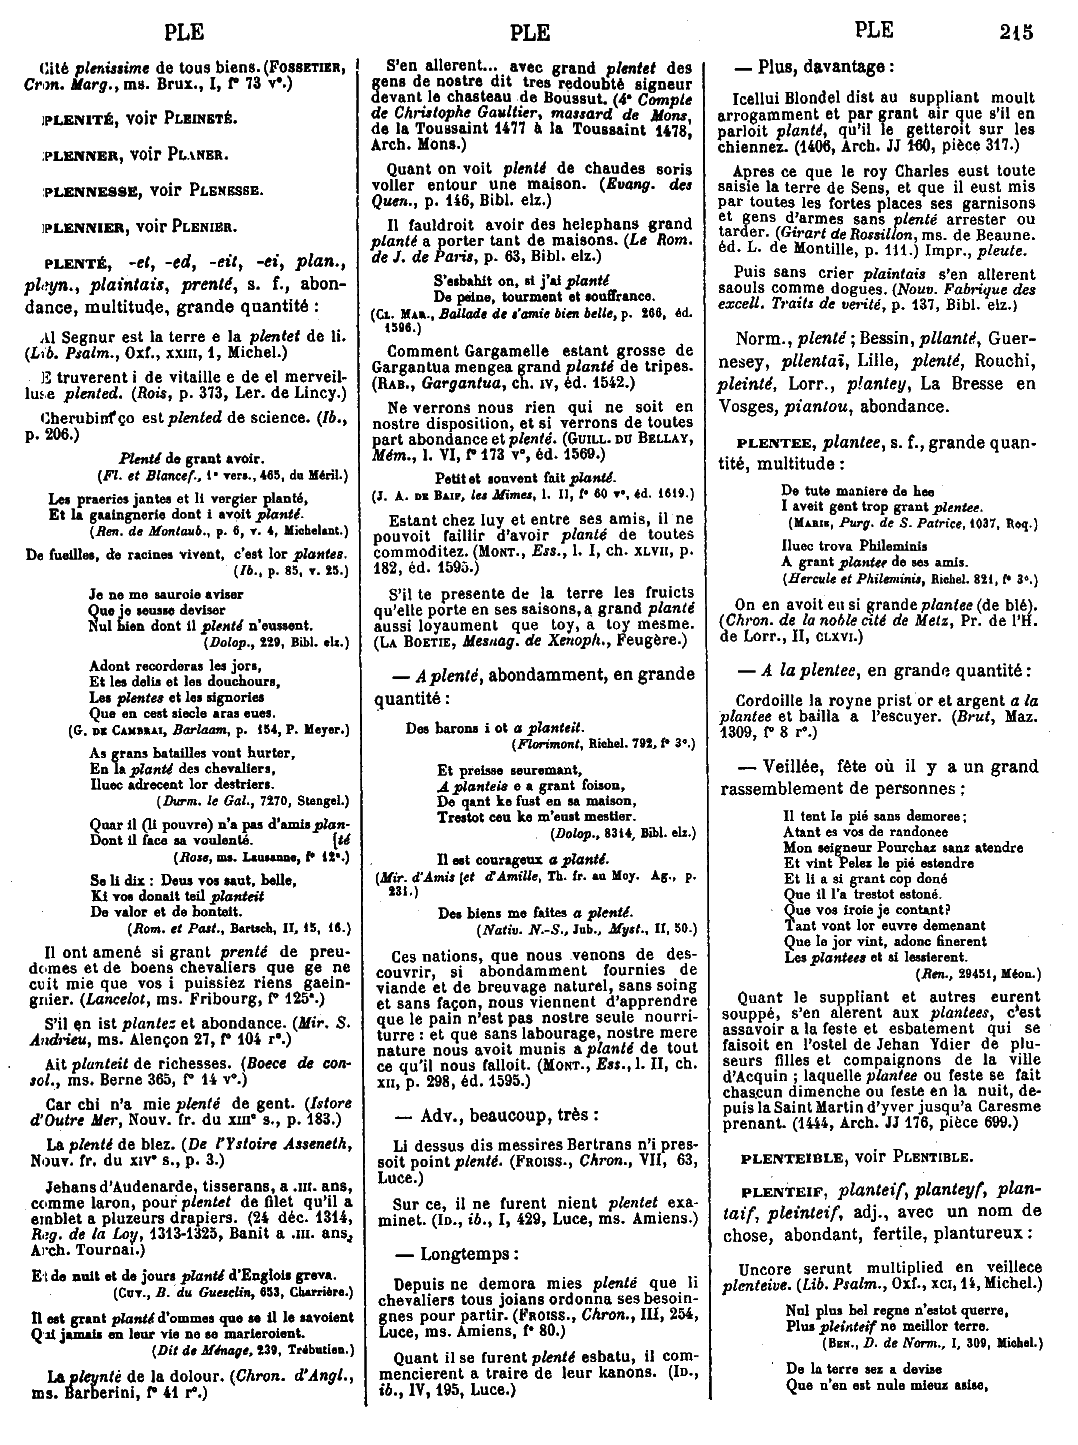 PLE
PLE
PLE 215
Cité plenissime de tous biens. (FOSSETIER,
Cron. Marg., ms. Brux., I, f° 73 v°.)
PLENITÉ, voir PLEINETÉ.
PLENNER, voir PLANER.
PLENNESSE, voir PLENESSE.
PLENNIER, voir PLENIER.
PLENTÉ, -et, -ed, -eit, -ei, plan.,
pleyn., plaintais, prenté, s. f., abon-
dance, multitude, grande quantité :
Al Segnur est la terre e la plentet de li.
(Lib. Psalm., Oxf., XXIII, 1, Michel.)
E truverent i de vitaille e de el merveil-
luse plented. (Rois, p. 373, Ler. de Lincy.)
Cherubin ço est plented de science. (Ib.,
p. 206.)
Plenté de grant avoir.
(Fl. et Blancef., 1° vers., 465, du Méril.)
Les praeries jantes et li vergier planté,
Et la gaaingnerie dont i avoit planté.
(Ren. de Montaub., p. 6, v. 4, Michelant.)
De fueilles, de racines vivent, c'est lor plantes.
(Ib., p. 85, v. 25.)
Je ne me sauroie aviser
Que je seusse deviser
Nul bien dont il plenté n'eussent.
(Dolop., 229, Bibl. elz.)
Adont recorderas les jors,
Et les delis et les douchours,
Les plentes et les signories
Que en cest siecle aras eues.
(G. DE CAMBRAI, Barlaam, p. 154, P. Meyer.)
As grans batailles vont hurter,
En la planté des chevaliers,
Iluec adrecent lor destriers.
(Durm. le Gal., 7270, Stengel.)
Quar il (li pouvre) n'a pas d'amis plan-
Dont il face sa voulenté. [té
(Rose, ms. Lausanne, f° 12°.)
Se li dix : Deus vos saut, belle,
Ki vos donait teil planteit
De valor et de honteit.
(Rom. et Past., Bartsch, II, 15, 16.)
Il ont amené si grant prenté de preu-
domes et de boens chevaliers que ge ne
cuit mie que vos i puissiez riens gaein-
gnier. (Lancelot, ms. Fribourg, f° 125°.)
S'il en ist plantez et abondance. (Mir. S.
Andrieu, ms. Alençon 27, f° 104 r°.)
Ait planteit de richesses. (Boece de con-
sol., ms. Berne 365, f° 14 v°.)
Car chi n'a mie plenté de gent. (Istore
d'Outre Mer, Nouv. fr. du XIII° s., p. 183.)
La plenté de blez. (De l'Ystoire Asseneth,
Nouv. fr. du XIV° s., p. 3.)
Jehans d'Audenarde, tisserans, a .III. ans,
comme laron, pour plentet de filet qu'il a
emblet a pluzeurs drapiers. (24 déc. 1314,
Reg. de la Loy, 1313-1325, Banit a .III. ans,
Arch. Tournai.)
Et de nuit et de jours planté d'Englois greva.
(CUV., B. du Guesclin, 653, Charrière.)
Il est grant planté d'ommes que se il le savoient
Qui jamais en leur vie ne se marieroient.
(Dit de Ménage, 239, Trébutien.)
La pleynté de la dolour. (Chron. d'Angl.,
ms. Barberini, f° 41 r°.)
S'en allerent... avec grand plentet des
gens de nostre dit tres redoubté signeur
devant le chasteau de Boussut. (4° Compte
de Christophe Gaultier, massard de Mons,
de la Toussaint 1477 à la Toussaint 1478,
Arch. Mons.)
Quant on voit plenté de chaudes soris
voller entour une maison. (Evang. des
Quen., p. 146, Bibl. elz.)
Il fauldroit avoir des helephans grand
planté a porter tant de maisons. (Le Rom.
de J. de Paris, p. 63, Bibl. elz.)
S'esbahit on, si j'ai planté
De peine, tourment et souffrance.
(CL. MAR., Ballade de s'amie bien belle, p. 266, éd.
1596.)
Comment Gargamelle estant grosse de
Gargantua mengea grand planté de tripes.
(RAB., Gargantua, ch. IV, éd. 1542.)
Ne verrons nous rien qui ne soit en
nostre disposition, et si verrons de toutes
part abondance et plenté. (GUILL. DU BELLAY,
Mém., l. VI, f° 173 v°, éd. 1569.)
Petit et souvent fait planté.
(J. A. DE BAIF, les Mimes, l. II, f° 60 v°, éd. 1619.)
Estant chez luy et entre ses amis, il ne
pouvoit faillir d'avoir planté de toutes
commoditez. (MONT., Ess., l. I, ch. XLVII, p.
182, éd. 1595.)
S'il te presente de la terre les fruicts
qu'elle porte en ses saisons, a grand planté
aussi loyaument que toy, a toy mesme.
(LA BOETIE, Mesnag. de Xenoph., Feugère.)
— A plenté, abondamment, en grande
quantité :
Des barons i ot a planteit.
(Florimont, Richel. 792, f° 3°.)
Et preisse seuremant,
A planteis e a grant foison,
De qant ke fust en sa maison,
Trestot ceu ke m'eust mestier.
(Dolop., 8314, Bibl. elz.)
Il est courageux a planté.
(Mir. d'Amis et d'Amille, Th. fr. au Moy. Ag., p.
231.)
Des biens me faites a plenté.
(Nativ. N.-S., Jub., Myst., II, 50.)
Ces nations, que nous venons de des-
couvrir, si abondamment fournies de
viande et de breuvage naturel, sans soing
et sans façon, nous viennent d'apprendre
que le pain n'est pas nostre seule nourri-
turre : et que sans labourage, nostre mere
nature nous avoit munis a planté de tout
ce qu'il nous falloit. (MONT., Ess., l. II, ch.
XII, p. 298, éd. 1595.)
— Adv., beaucoup, très :
Li dessus dis messires Bertrans n'i pres-
soit point plenté. (FROISS., Chron., VII, 63,
Luce.)
Sur ce, il ne furent nient plentet exa-
minet. (ID., ib., I, 429, Luce, ms. Amiens.)
— Longtemps :
Depuis ne demora mies plenté que li
chevaliers tous joians ordonna ses besoin-
gnes pour partir. (FROISS., Chron., III, 254,
Luce, ms. Amiens, f° 80.)
Quant il se furent plenté esbatu, il com-
mencierent a traire de leur kanons. (ID.,
ib., IV, 195, Luce.)
— Plus, davantage :
Icellui Blondel dist au suppliant moult
arrogamment et par grant air que s'il en
parloit planté, qu'il le getteroit sur les
chiennez. (1406, Arch. JJ 160, pièce 317.)
Apres ce que le roy Charles eust toute
saisie la terre de Sens, et que il eust mis
par toutes les fortes places ses garnisons
et gens d'armes sans plenté arrester ou
tarder. (Girart de Rossillon, ms. de Beaune.
éd. L. de Montille, p. 111.) Impr., pleute.
Puis sans crier plaintais s'en allerent
saouls comme dogues. (Nouv. Fabrique des
excell. Traits de verité, p. 137, Bibl. elz.)
Norm., plenté ; Bessin, pllanté, Guer-
nesey, pllentaï, Lille, plenté, Rouchi,
pleinté, Lorr., plantey, La Bresse en
Vosges, piantou, abondance.
PLENTEE, plantee, s. f., grande quan-
tité, multitude :
De tute maniere de hee
I aveit gent trop grant plentee.
(MARIE, Purg. de S. Patrice, 1037, Roq.)
Iluec trova Phileminis
A grant plantee de ses amis.
(Hercule et Phileminis, Richel. 821, f° 3°.)
On en avoit eu si grande plantee (de blé).
(Chron. de la noble cité de Metz, Pr. de l'H.
de Lorr., II, CLXVI.)
— A la plentee, en grande quantité :
Cordoille la royne prist or et argent a la
plantee et bailla a l'escuyer. (Brut, Maz.
1309, f° 8 r°.)
— Veillée, fête où il y a un grand
rassemblement de personnes ;
Il tent le pié sans demoree ;
Atant es vos de randonee
Mon seigneur Pourchaz sanz atendre
Et vint Pelez le pié estendre
Et li a si grant cop doné
Que il l'a trestot estoné.
Que vos iroie je contant?
Tant vont lor euvre demenant
Que le jor vint, adonc finerent
Les plantees et si lessierent.
(Ren., 29451, Méon.)
Quant le suppliant et autres eurent
souppé, s'en alerent aux plantees, c'est
assavoir a la feste et esbatement qui se
faisoit en l'ostel de Jehan Ydier de plu-
seurs filles et compaignons de la ville
d'Acquin ; laquelle plantee ou feste se fait
chascun dimenche ou feste en la nuit, de-
puis la Saint Martin d'yver jusqu'a Caresme
prenant. (1444, Arch. JJ 176, pièce 699.)
PLENTEIBLE, voir PLENTIBLE.
PLENTEIF, planteif, planteyf, plan-
taif, pleinteif, adj., avec un nom de
chose, abondant, fertile, plantureux :
Uncore serunt multiplied en veillece
plenteive. (Lib. Psalm., Oxf., XCI, 14, Michel.)
Nul plus bel regne n'estot querre,
Plus pleinteif ne meillor terre.
(BEN., D. de Norm., I, 309, Michel.)
De la terre sez a devise
Que n'en est nule mieuz asise,